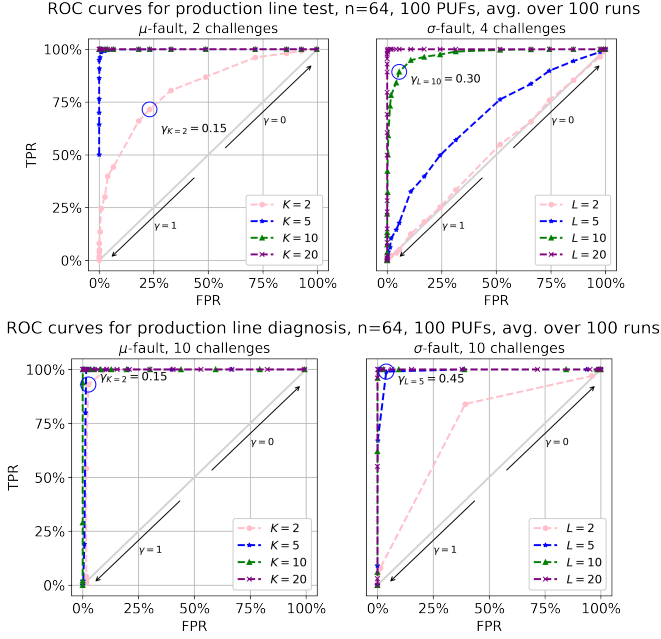 ROC curves for production line test, n=64, 100 PUFs, avg. over 100 runs
μ-fault, 2 challenges
100%
75%
50%
25%
0%
TPR
0%
25%
50%
75%
100%
FPR
γ_{K=2} = 0.15
γ = 0
γ = 1
K = 2
K = 5
K = 10
K = 20
σ-fault, 4 challenges
0%
25%
50%
75%
100%
FPR
γ_{L=10} = 0.30
γ = 0
γ = 1
L = 2
L = 5
L = 10
L = 20
ROC curves for production line diagnosis, n=64, 100 PUFs, avg. over 100 runs
μ-fault, 10 challenges
100%
75%
50%
25%
0%
TPR
0%
25%
50%
75%
100%
FPR
γ_{K=2} = 0.15
γ = 0
γ = 1
K = 2
K = 5
K = 10
K = 20
σ-fault, 10 challenges
0%
25%
50%
75%
100%
FPR
γ_{L=5} = 0.45
γ = 0
γ = 1
L = 2
L = 5
L = 10
L = 20